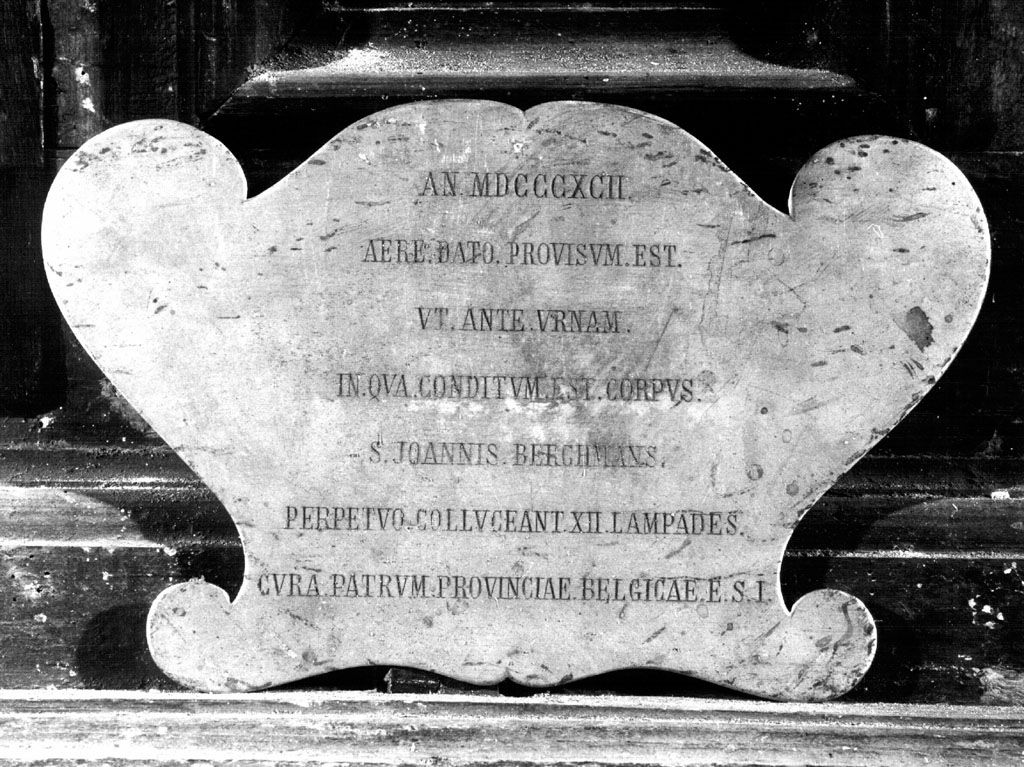 AN. MDCCCXCII.
AERE. DATO. PROVISVM. EST.
VT. ANTE. VRNAM.
IN. QVA. CONDITVM. EST. CORPVS.
S. JOANNIS. BERCHMANS.
PERPETVO. COLLVCEANT. XII. LAMPADES.
CVRA. PATRVM. PROVINCIAE. BELGICAE. E. S. I.